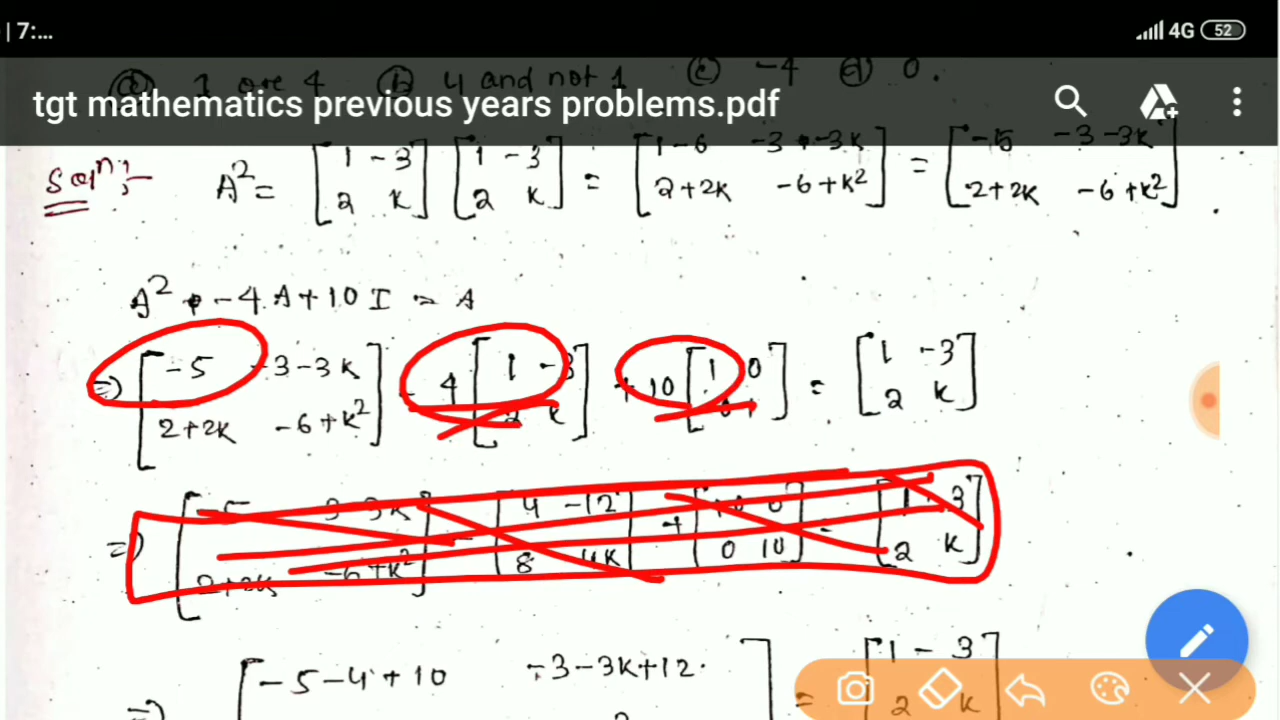 | 7:... 4G 52
(a) 1 or 4 (b) 4 and not 1 (c) -4 (d) 0.
tgt mathematics previous years problems.pdf
Soln:- A² = [1 -3; 2 k] [1 -3; 2 k] = [1-6 -3-3k; 2+2k -6+k²] = [-5 -3-3k; 2+2k -6+k²].
A² -4A+10I = A
=> [-5 -3-3k; 2+2k -6+k²] - 4 [1 -3; 2 k] + 10 [1 0; 0 1] = [1 -3; 2 k]
=> [-5 -3-3k; 2+2k -6+k²] - [4 -12; 8 4k] + [10 0; 0 10] = [1 -3; 2 k]
=> [-5-4+10 -3-3k+12 = [1 -3; 2 k